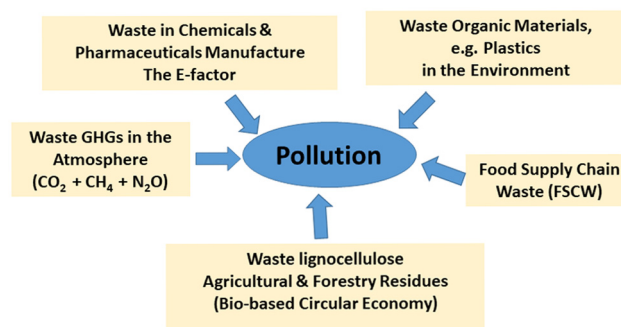 Waste in Chemicals &
Pharmaceuticals Manufacture
The E-factor
Waste Organic Materials,
e.g. Plastics
in the Environment
Waste GHGs in the
Atmosphere
(CO₂ + CH₄ + N₂O)
Pollution
Food Supply Chain
Waste (FSCW)
Waste lignocellulose
Agricultural & Forestry Residues
(Bio-based Circular Economy)